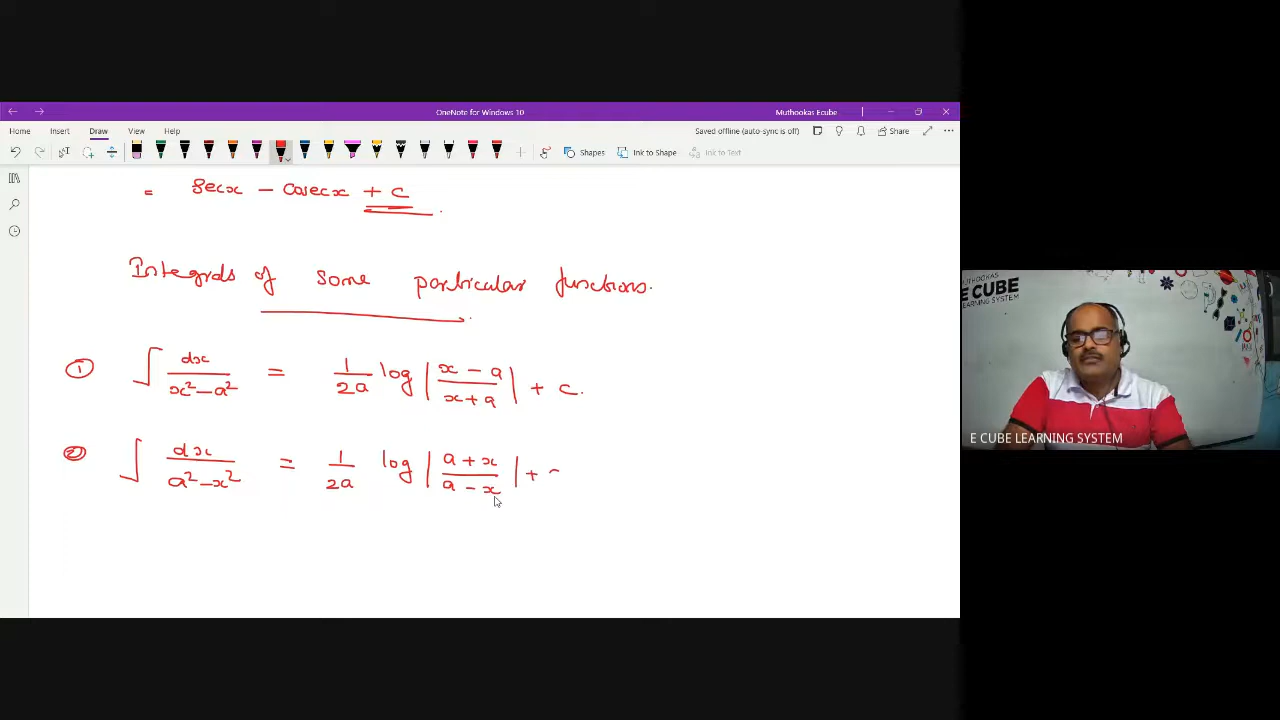 OneNote for Windows 10
Muthookas Ecube
Home Insert Draw View Help
Saved offline (auto-sync is off)
Share
Shapes
Ink to Shape
Ink to Text
= secx - cosecx + c
Integrals of some particular functions.
① ∫ dx/(x²-a²) = 1/2a log |(x-a)/(x+a)| + c.
② ∫ dx/(a²-x²) = 1/2a log |(a+x)/(a-x)| +
MUTHOOKAS
E CUBE
LEARNING SYSTEM
E CUBE LEARNING SYSTEM